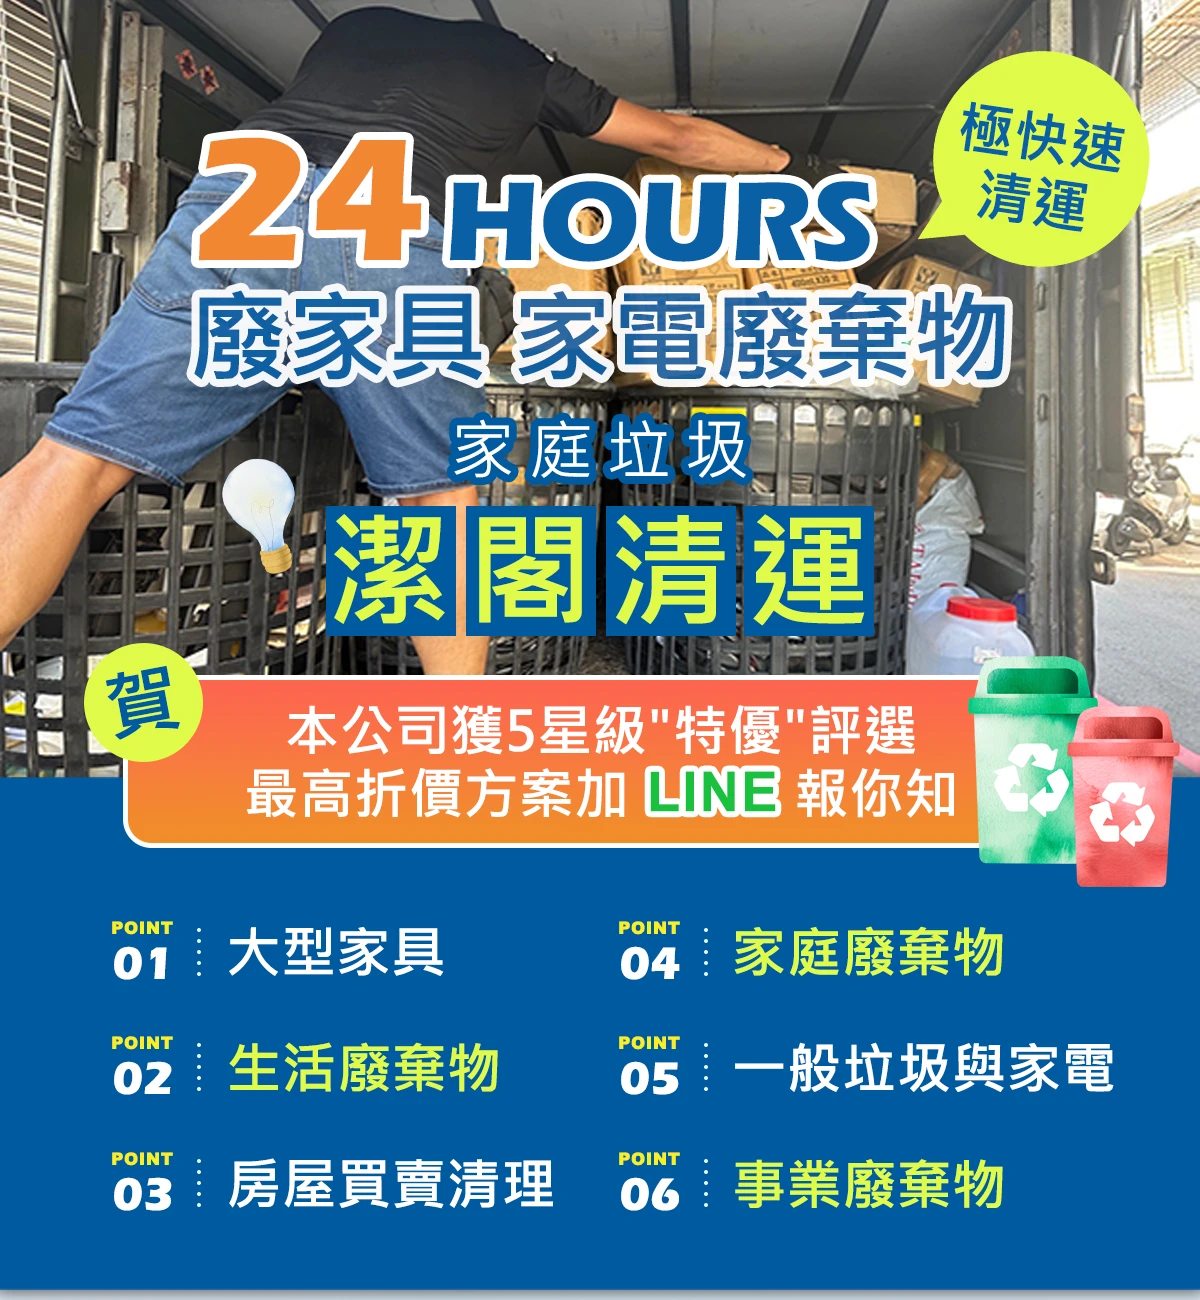 極快速
清運
24 HOURS
廢家具 家電廢棄物
家庭垃圾
潔閣清運
賀
本公司獲5星級"特優"評選
最高折價方案加 LINE 報你知
POINT
01
大型家具
POINT
02
生活廢棄物
POINT
03
房屋買賣清理
POINT
04
家庭廢棄物
POINT
05
一般垃圾與家電
POINT
06
事業廢棄物